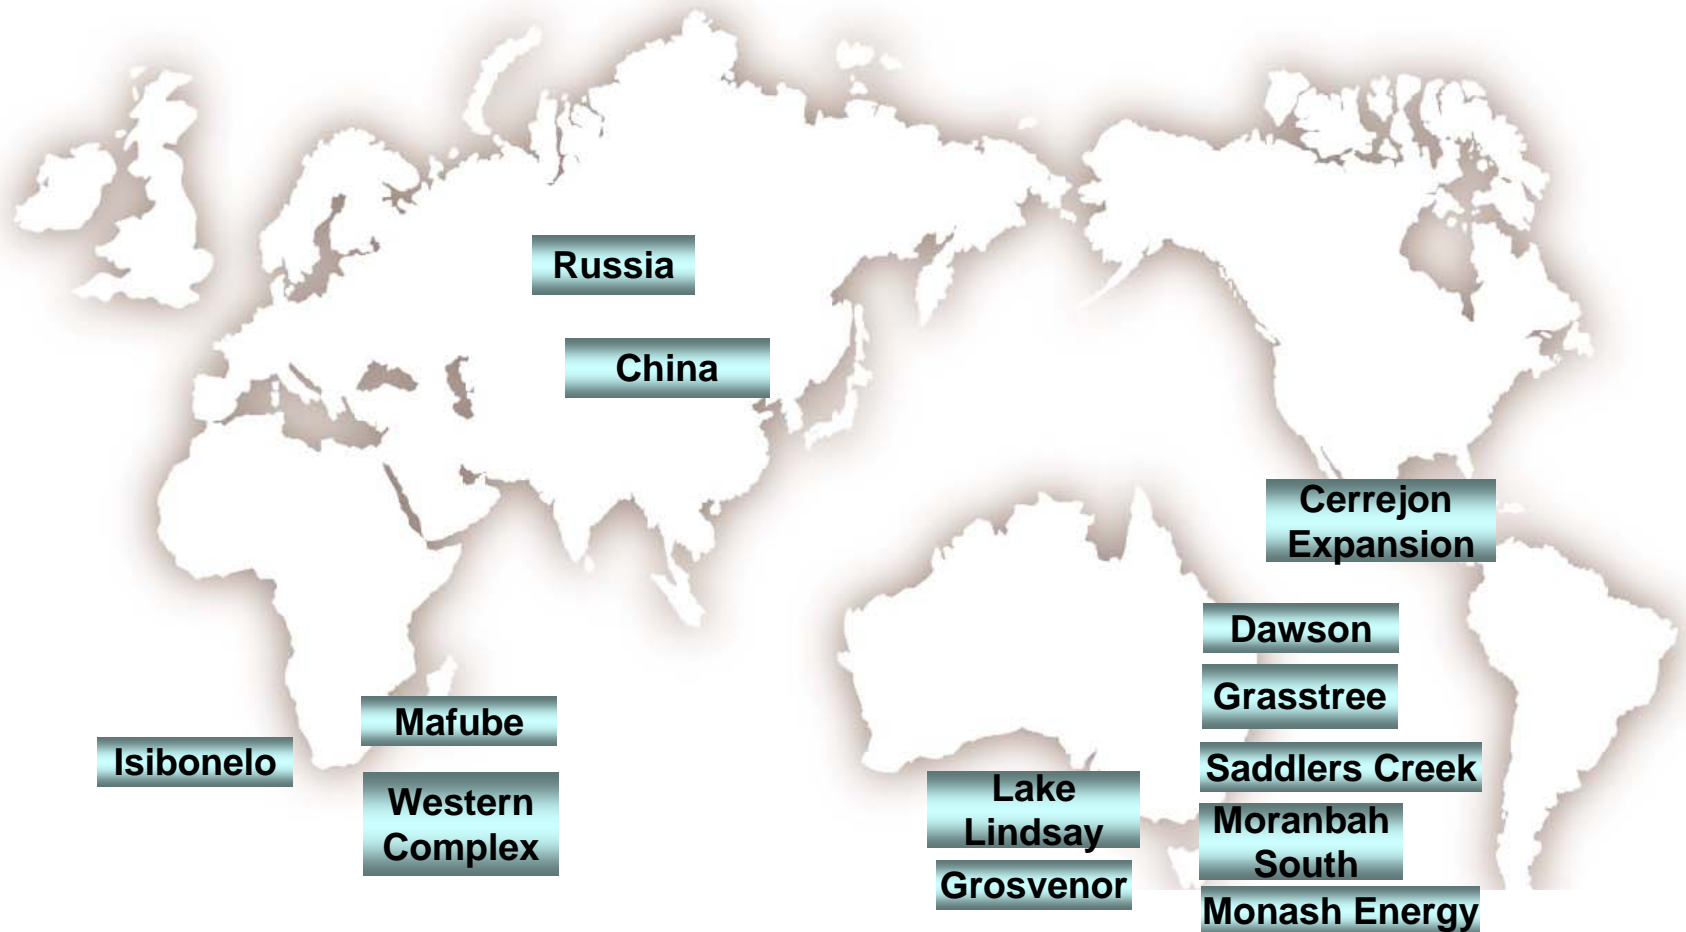 Russia
China
Cerrejon
Expansion
Dawson
Grasstree
Mafube
Isibonelo
Saddlers Creek
Western
Complex
Lake
Lindsay
Moranbah
South
Grosvenor
Monash Energy